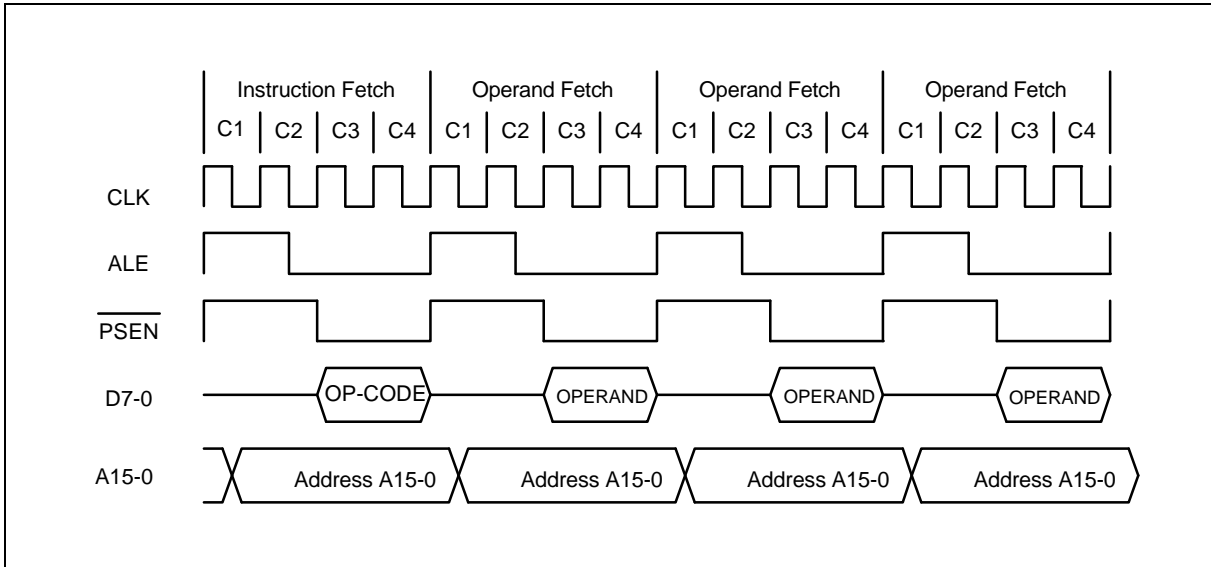 Instruction Fetch Operand Fetch Operand Fetch Operand Fetch
C1 C2 C3 C4 C1 C2 C3 C4 C1 C2 C3 C4 C1 C2 C3 C4
CLK
ALE
PSEN
D7-0 OP-CODE OPERAND OPERAND OPERAND
A15-0 Address A15-0 Address A15-0 Address A15-0 Address A15-0